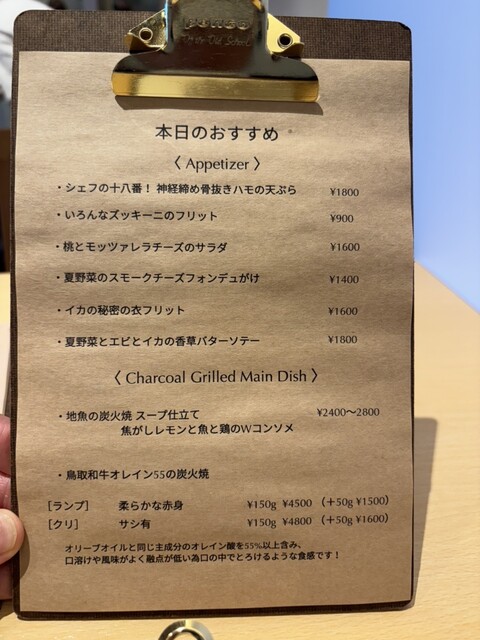 PENCO
本日のおすすめ
〈 Appetizer 〉
・シェフの十八番！ 神経締め骨抜きハモの天ぷら ¥1800
・いろんなズッキーニのフリット ¥900
・桃とモッツァレラチーズのサラダ ¥1600
・夏野菜のスモークチーズフォンデュがけ ¥1400
・イカの秘密の衣フリット ¥1600
・夏野菜とエビとイカの香草バターソテー ¥1800
〈 Charcoal Grilled Main Dish 〉
・地魚の炭火焼 スープ仕立て ¥2400〜2800
焦がしレモンと魚と鶏のWコンソメ
・鳥取和牛オレイン55の炭火焼
［ランプ］ 柔らかな赤身 ¥150g ¥4500 （＋50g ¥1500）
［クリ］ サシ有 ¥150g ¥4800 （＋50g ¥1600）
オリーブオイルと同じ主成分のオレイン酸を55%以上含み、
口溶けや風味がよく融点が低い為口の中でとろけるような食感です！